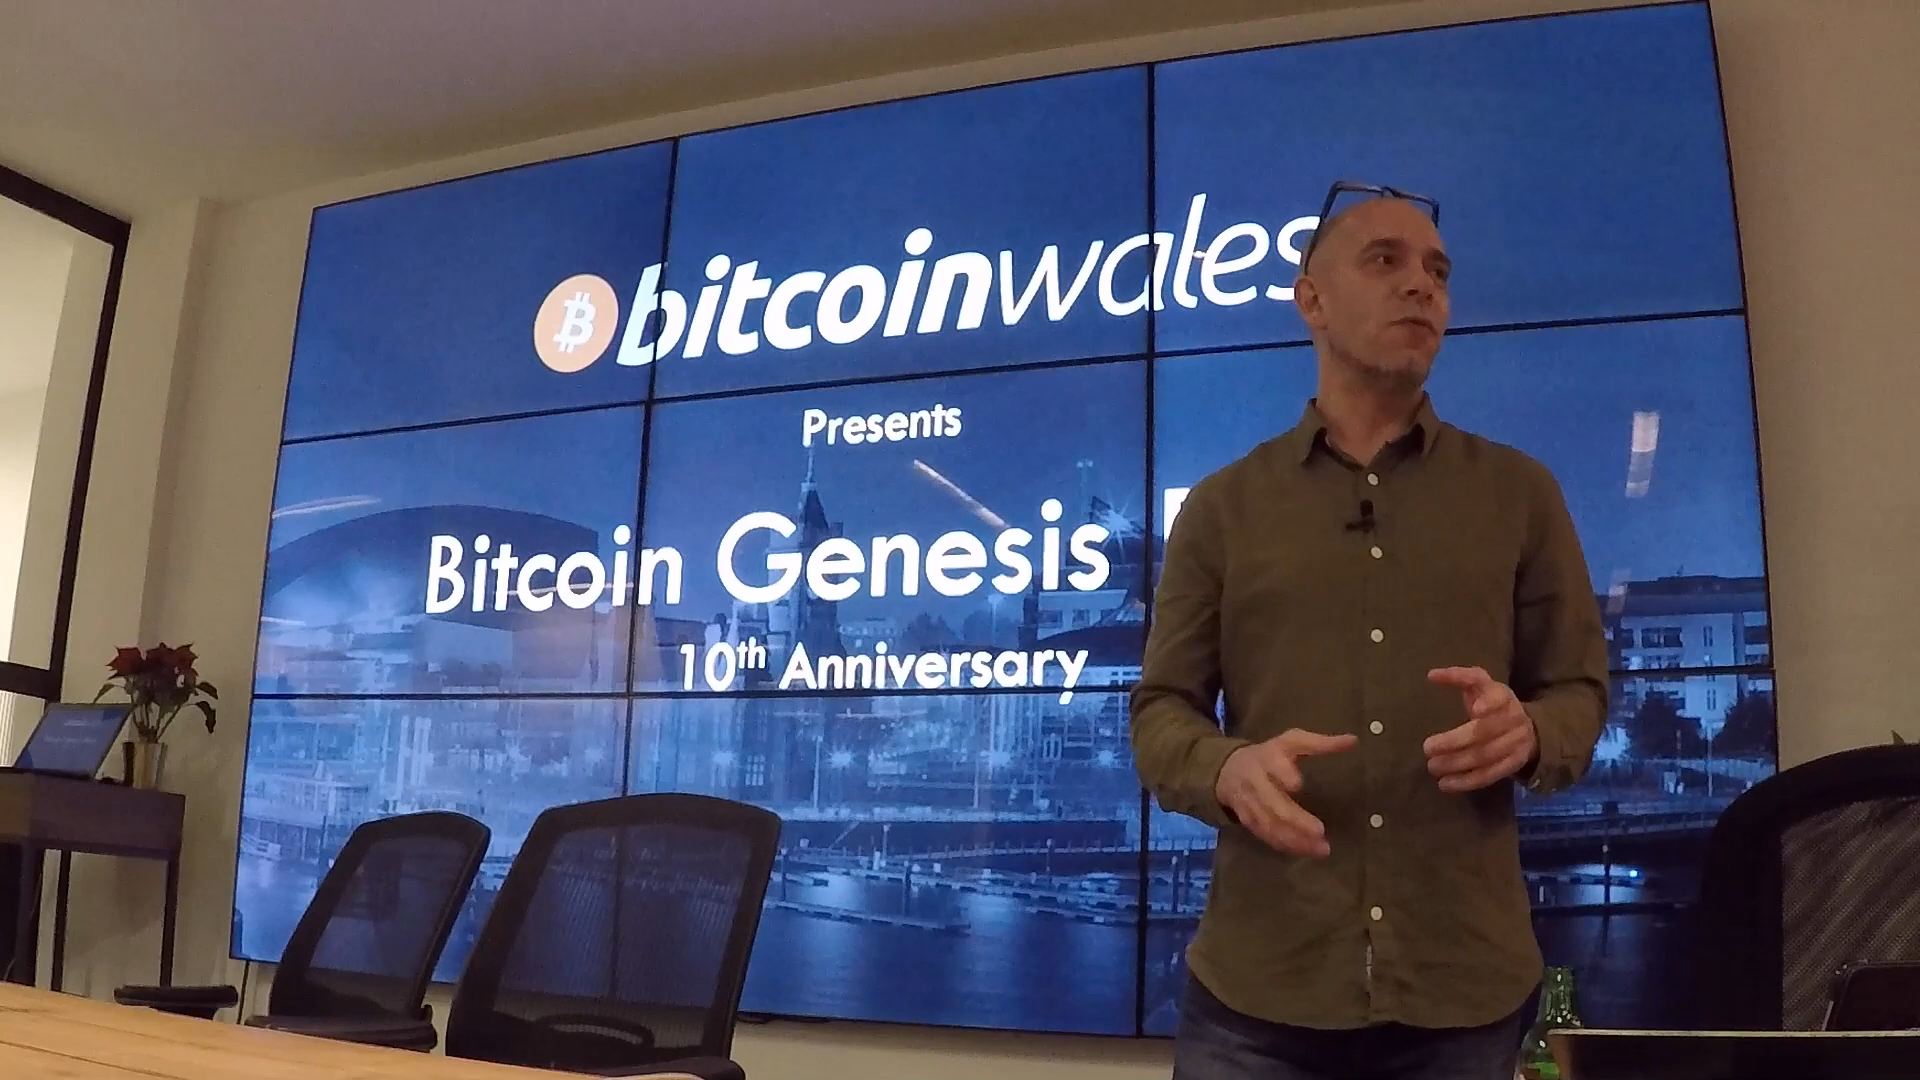 bitcoinwales
Presents
Bitcoin Genesis
10th Anniversary